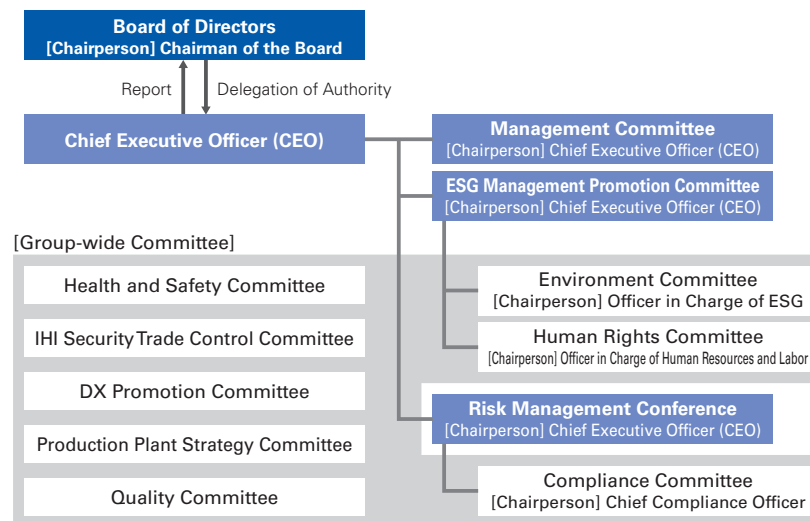 Board of Directors
[Chairperson] Chairman of the Board
Report
Delegation of Authority
Chief Executive Officer (CEO)
Management Committee
[Chairperson] Chief Executive Officer (CEO)
ESG Management Promotion Committee
[Chairperson] Chief Executive Officer (CEO)
[Group-wide Committee]
Health and Safety Committee
IHI Security Trade Control Committee
DX Promotion Committee
Production Plant Strategy Committee
Quality Committee
Environment Committee
[Chairperson] Officer in Charge of ESG
Human Rights Committee
[Chairperson] Officer in Charge of Human Resources and Labor
Risk Management Conference
[Chairperson] Chief Executive Officer (CEO)
Compliance Committee
[Chairperson] Chief Compliance Officer